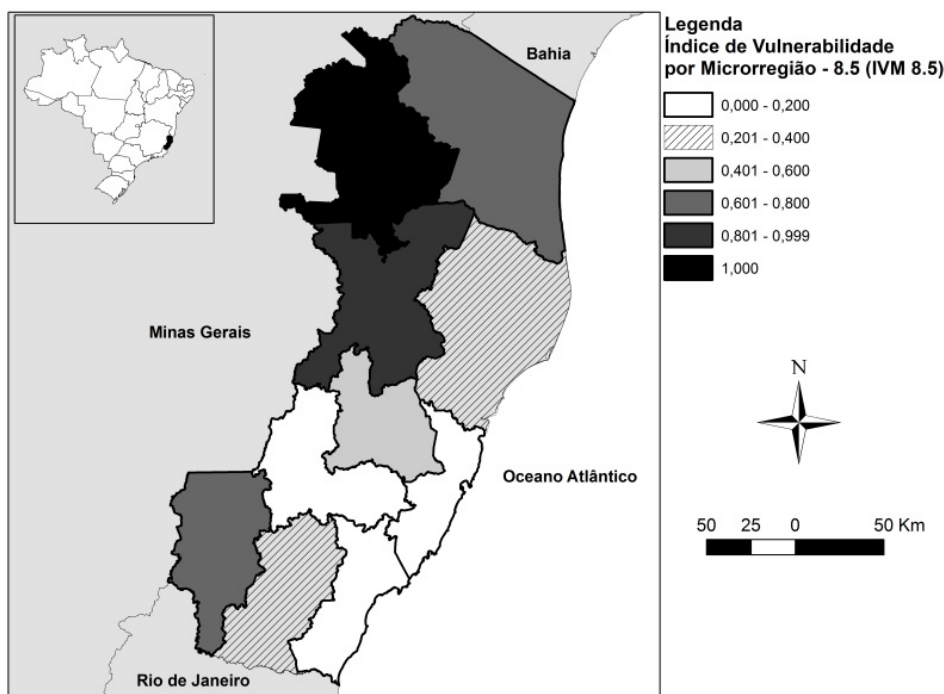 Legenda
Índice de Vulnerabilidade
por Microrregião - 8.5 (IVM 8.5)
0,000 - 0,200
0,201 - 0,400
0,401 - 0,600
0,601 - 0,800
0,801 - 0,999
1,000
Bahia
Minas Gerais
N
Oceano Atlântico
50 25 0 50 Km
Rio de Janeiro